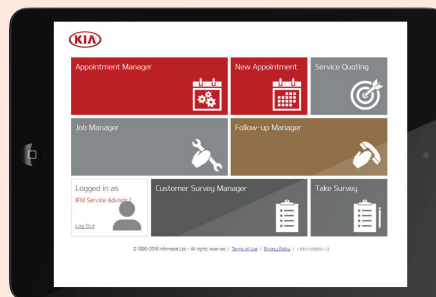 KIA
Appointment Manager
New Appointment
Service Quoting
Job Manager
Follow-up Manager
Logged in as
IFM Service Advisor 1
Log Out
Customer Survey Manager
Take Survey
© 1990-2016 Infomedia Ltd - All rights reserved | Terms of Use | Privacy Policy |